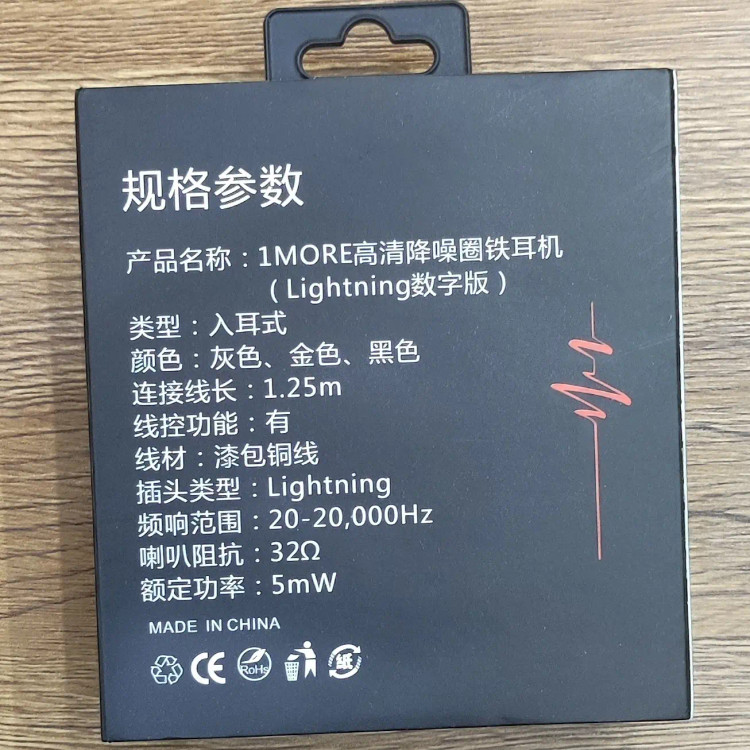 规格参数
产品名称：1MORE高清降噪圈铁耳机
（Lightning数字版）
类型：入耳式
颜色：灰色、金色、黑色
连接线长：1.25m
线控功能：有
线材：漆包铜线
插头类型：Lightning
频响范围：20-20,000Hz
喇叭阻抗：32Ω
额定功率：5mW
MADE IN CHINA
CE RoHs 紙